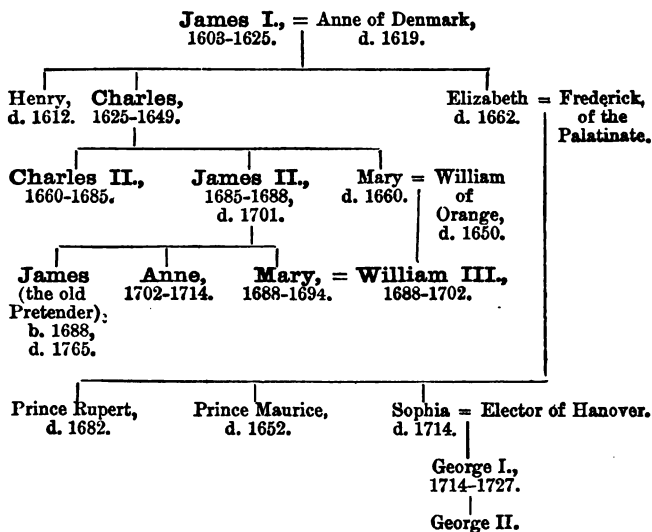 James I., = Anne of Denmark,
1603-1625. d. 1619.
Henry, Charles, Elizabeth = Frederick,
d. 1612. 1625-1649. d. 1662. of the
Palatinate.
Charles II., James II., Mary = William
1660-1685. 1685-1688, d. 1660. of
d. 1701. Orange,
d. 1650.
James Anne, Mary, = William III.,
(the old 1702-1714. 1688-1694. 1688-1702.
Pretender);
b. 1688,
d. 1765.
Prince Rupert, Prince Maurice, Sophia = Elector of Hanover.
d. 1682. d. 1652. d. 1714.
George I.,
1714-1727.
George II.